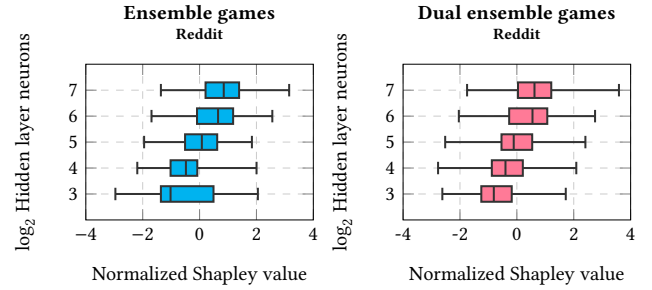 Ensemble games
Reddit
log2 Hidden layer neurons
7
6
5
4
3
−4 −2 0 2 4
Normalized Shapley value
Dual ensemble games
Reddit
log2 Hidden layer neurons
7
6
5
4
3
-4 -2 0 2 4
Normalized Shapley value